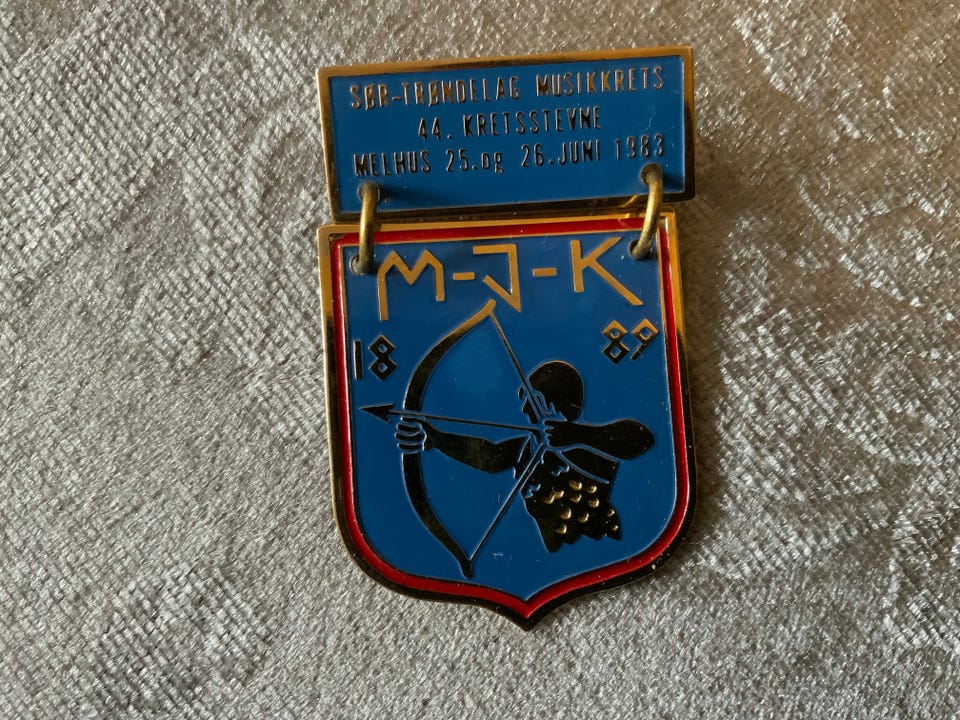 SØR-TRØNDELAG MUSIKKRETS
44. KRETSSTEVNE
MELHUS 25.og 26.JUNI 1983
M-J-K
18 89